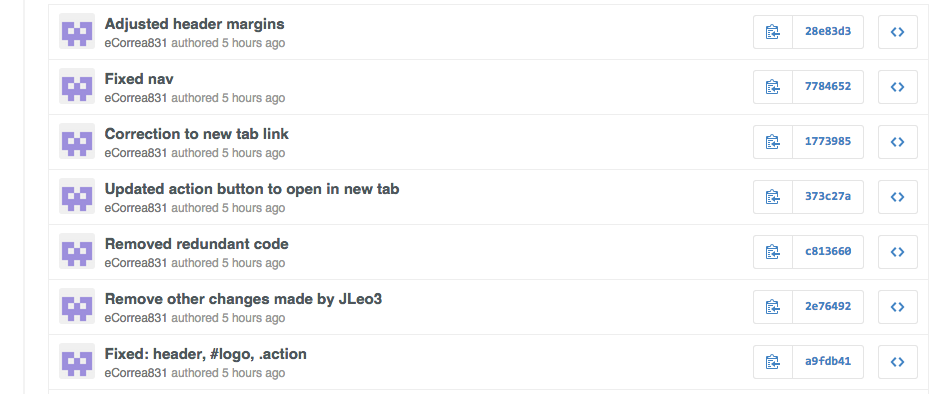 Adjusted header margins
eCorrea831 authored 5 hours ago
28e83d3
Fixed nav
eCorrea831 authored 5 hours ago
7784652
Correction to new tab link
eCorrea831 authored 5 hours ago
1773985
Updated action button to open in new tab
eCorrea831 authored 5 hours ago
373c27a
Removed redundant code
eCorrea831 authored 5 hours ago
c813660
Remove other changes made by JLeo3
eCorrea831 authored 5 hours ago
2e76492
Fixed: header, #logo, .action
eCorrea831 authored 5 hours ago
a9fdb41